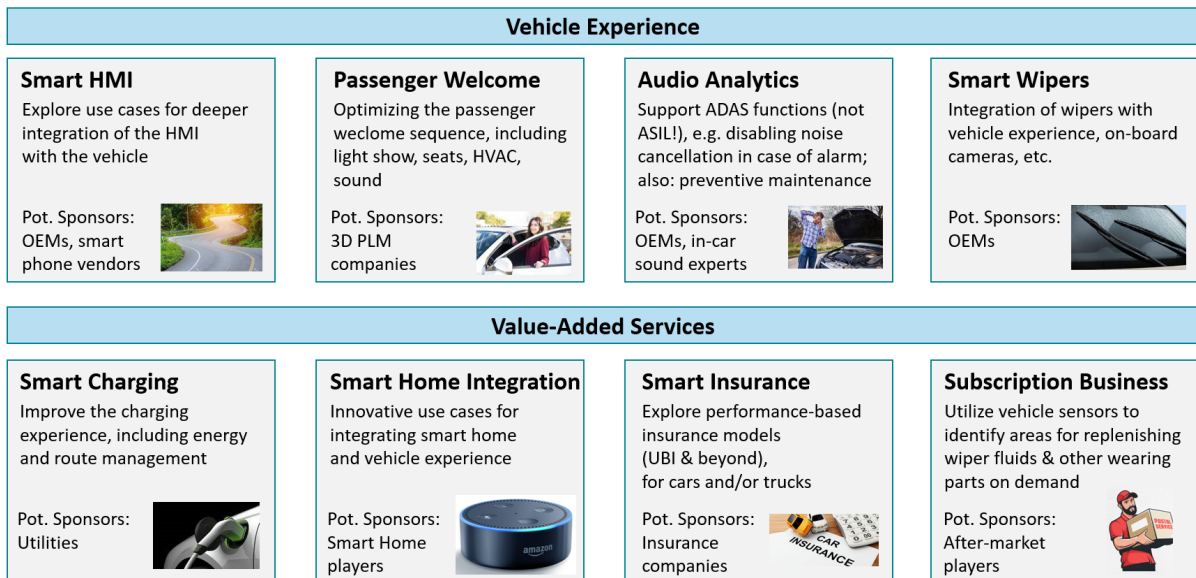 Vehicle Experience
Smart HMI
Explore use cases for deeper
integration of the HMI
with the vehicle
Pot. Sponsors:
OEMs, smart
phone vendors
Passenger Welcome
Optimizing the passenger
weclome sequence, including
light show, seats, HVAC,
sound
Pot. Sponsors:
3D PLM
companies
Audio Analytics
Support ADAS functions (not
ASIL!), e.g. disabling noise
cancellation in case of alarm;
also: preventive maintenance
Pot. Sponsors:
OEMs, in-car
sound experts
Smart Wipers
Integration of wipers with
vehicle experience, on-board
cameras, etc.
Pot. Sponsors:
OEMs
Value-Added Services
Smart Charging
Improve the charging
experience, including energy
and route management
Pot. Sponsors:
Utilities
Smart Home Integration
Innovative use cases for
integrating smart home
and vehicle experience
Pot. Sponsors:
Smart Home
players
amazon
Smart Insurance
Explore performance-based
insurance models
(UBI & beyond),
for cars and/or trucks
Pot. Sponsors:
Insurance
companies
CAR
INSURANCE
Subscription Business
Utilize vehicle sensors to
identify areas for replenishing
wiper fluids & other wearing
parts on demand
Pot. Sponsors:
After-market
players
POSTAL
SERVICE